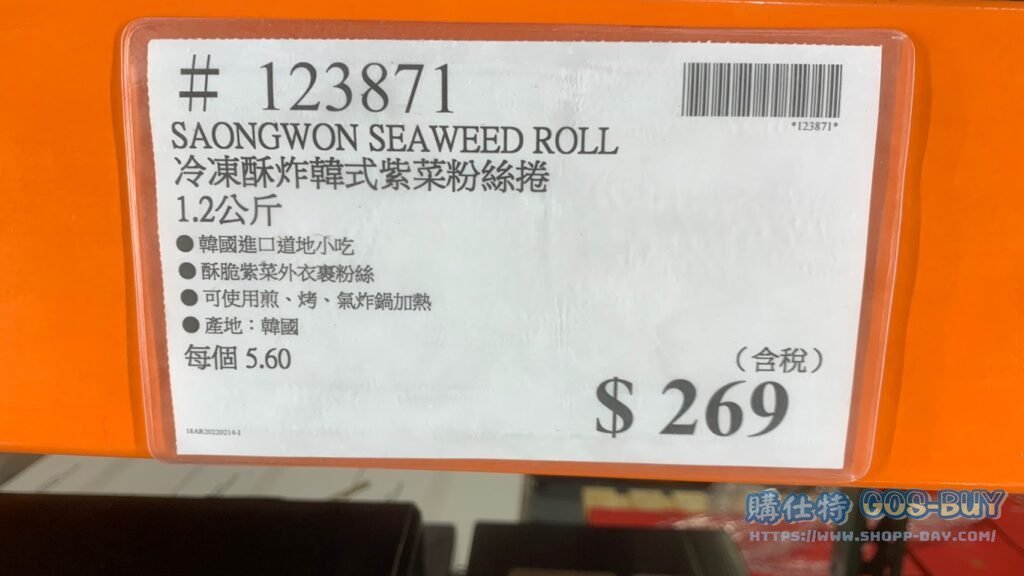 # 123871
*123871*
SAONGWON SEAWEED ROLL
冷凍酥炸韓式紫菜粉絲捲
1.2公斤
●韓國進口道地小吃
●酥脆紫菜外衣裹粉絲
●可使用煎、烤、氣炸鍋加熱
●產地：韓國
每個 5.60
（含稅）
$ 269
18AR20220214-1
購仕特 GOS-BUY
HTTPS://WWW.SHOPP-DAY.COM/